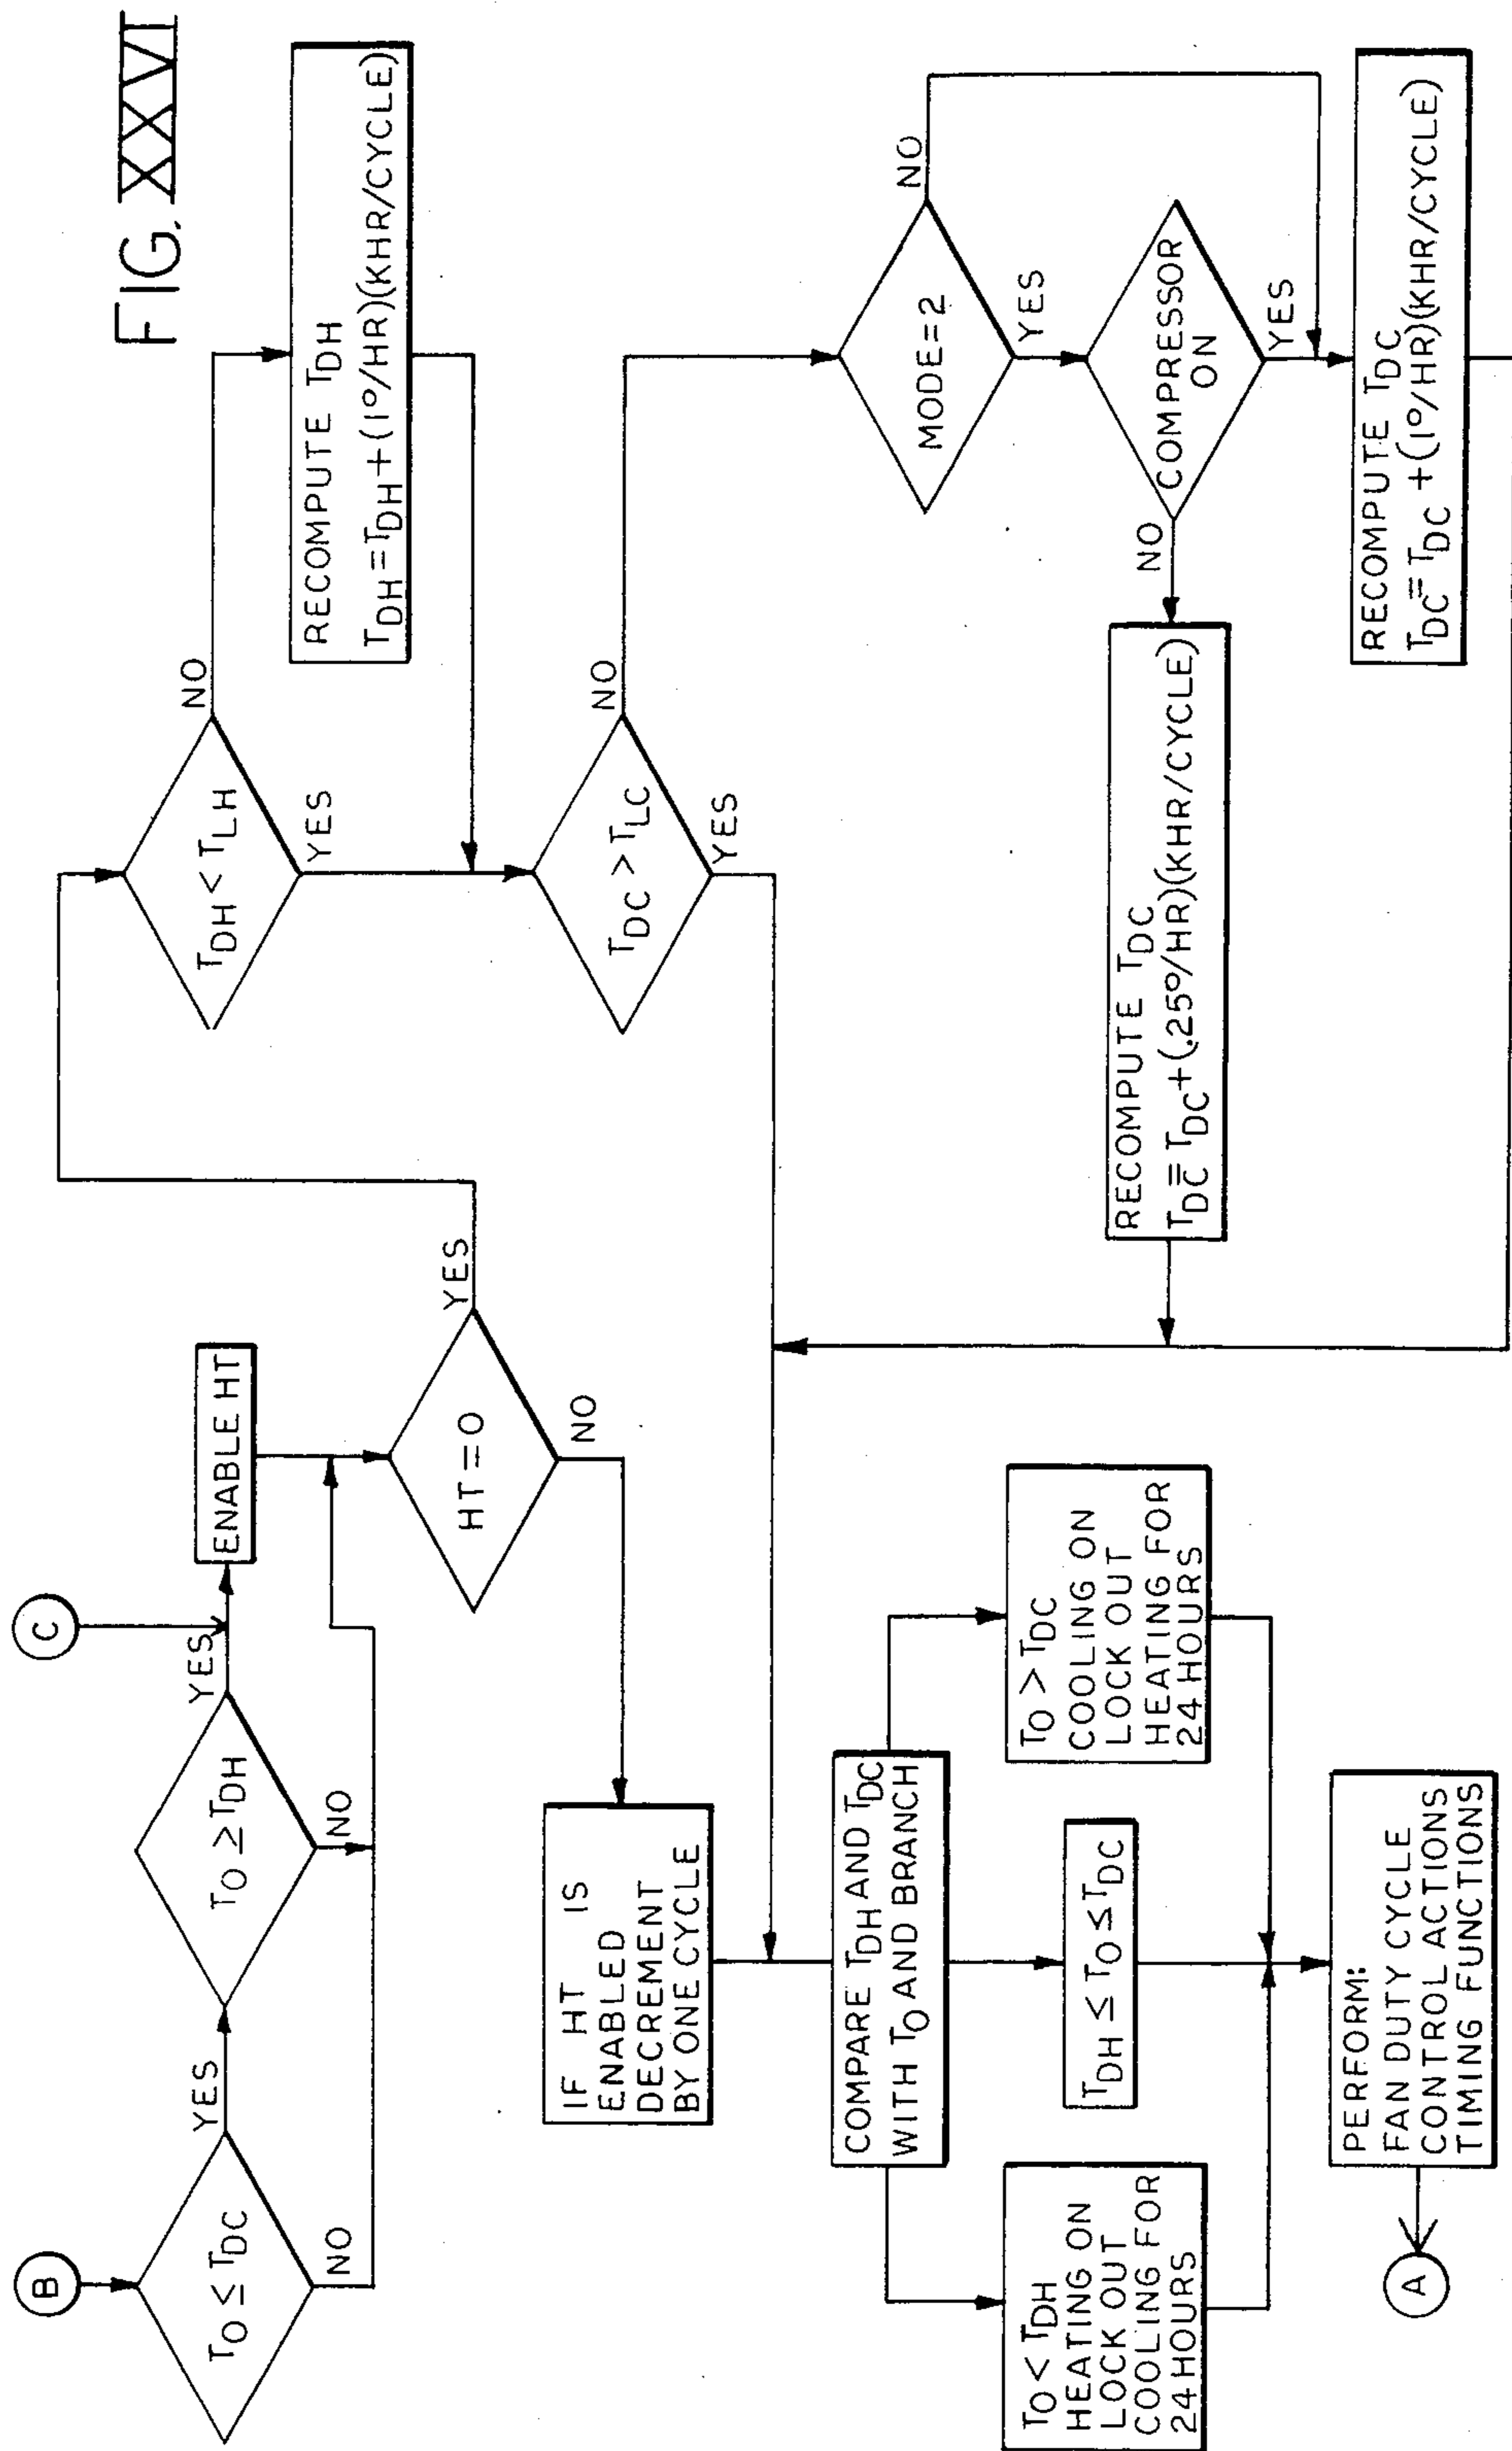 FIG. XXVI
B
T_O ≤ T_DC
YES
NO
C
T_O ≥ T_DH
YES
NO
ENABLE HT
HT = O
YES
NO
IF HT IS
ENABLED
DECREMENT
BY ONE CYCLE
T_DH < T_LH
NO
YES
RECOMPUTE T_DH
T_DH = T_DH + (1°/HR)(KHR/CYCLE)
T_DC > T_LC
NO
YES
MODE = 2
NO
YES
COMPRESSOR
ON
NO
YES
RECOMPUTE T_DC
T_DC = T_DC + (.25°/HR)(KHR/CYCLE)
RECOMPUTE T_DC
T_DC = T_DC + (1°/HR)(KHR/CYCLE)
COMPARE T_DH AND T_DC
WITH T_O AND BRANCH
T_O < T_DH
HEATING ON
LOCK OUT
COOLING FOR
24 HOURS
T_DH ≤ T_O ≤ T_DC
T_O > T_DC
COOLING ON
LOCK OUT
HEATING FOR
24 HOURS
PERFORM:
FAN DUTY CYCLE
CONTROL ACTIONS
TIMING FUNCTIONS
A